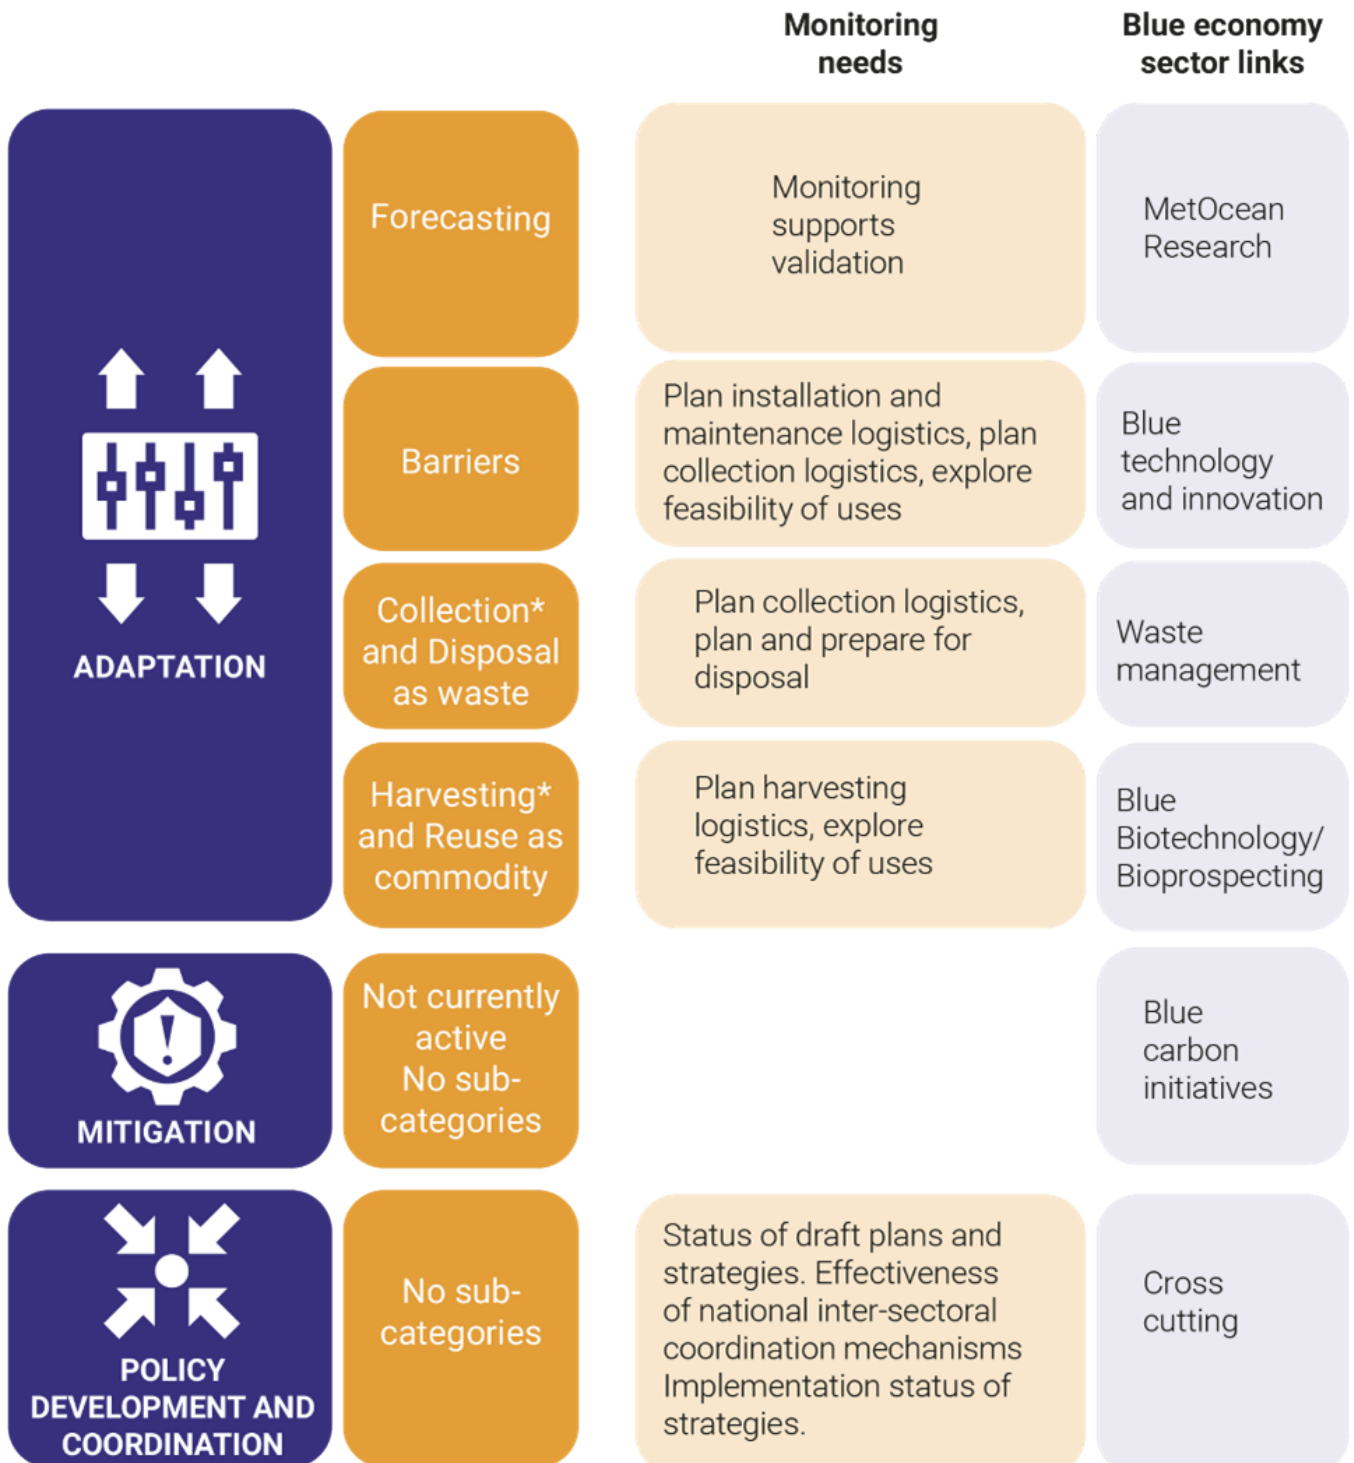 Monitoring
needs
Blue economy
sector links
ADAPTATION
Forecasting
Monitoring
supports
validation
MetOcean
Research
Barriers
Plan installation and
maintenance logistics, plan
collection logistics, explore
feasibility of uses
Blue
technology
and innovation
Collection*
and Disposal
as waste
Plan collection logistics,
plan and prepare for
disposal
Waste
management
Harvesting*
and Reuse as
commodity
Plan harvesting
logistics, explore
feasibility of uses
Blue
Biotechnology/
Bioprospecting
MITIGATION
Not currently
active
No sub-
categories
Blue
carbon
initiatives
POLICY
DEVELOPMENT AND
COORDINATION
No sub-
categories
Status of draft plans and
strategies. Effectiveness
of national inter-sectoral
coordination mechanisms
Implementation status of
strategies.
Cross
cutting